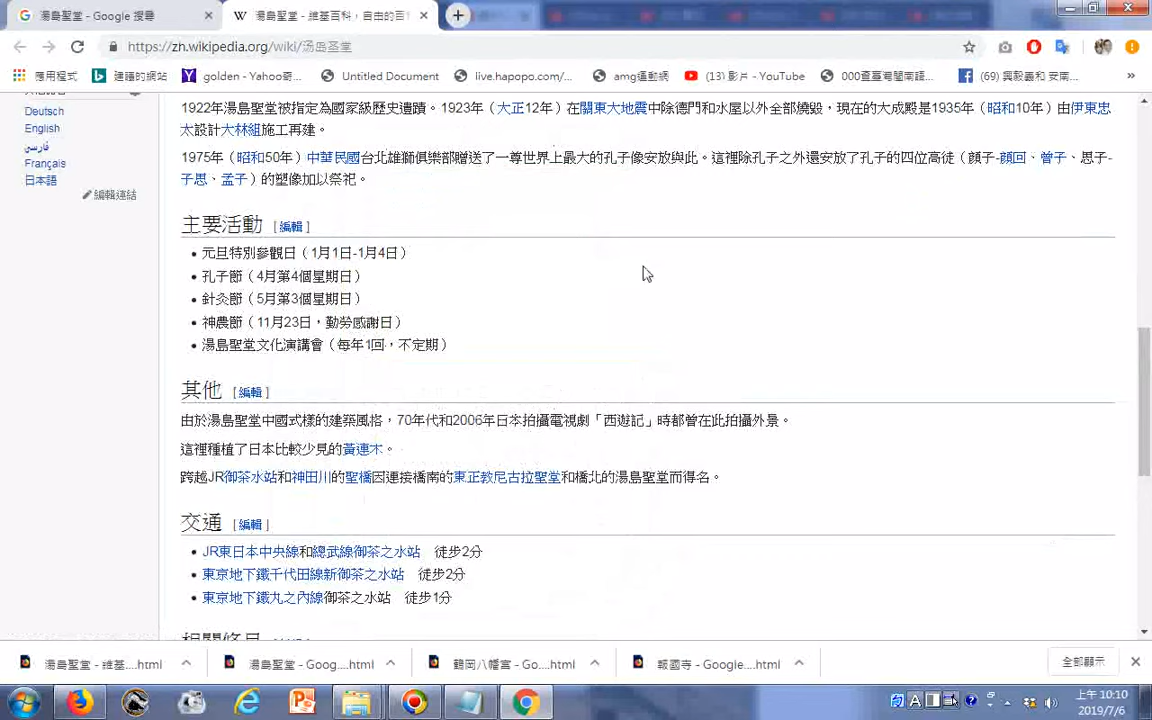 湯島聖堂 - Google 搜尋
湯島聖堂 - 維基百科，自由的百
https://zh.wikipedia.org/wiki/汤岛圣堂
應用程式
建議的網站
golden - Yahoo奇...
Untitled Document
live.hapopo.com/...
amg運動網
(13) 影片 - YouTube
000查臺灣閩南語...
(69) 興毅義和 安南...
»
Deutsch
English
فارسی
Français
日本語
編輯連結
1922年湯島聖堂被指定為國家級歷史遺蹟。1923年（大正12年）在關東大地震中除德門和水屋以外全部燒毀，現在的大成殿是1935年（昭和10年）由伊東忠
太設計大林組施工再建。
1975年（昭和50年）中華民國台北雄獅俱樂部贈送了一尊世界上最大的孔子像安放與此。這裡除孔子之外還安放了孔子的四位高徒（顏子-顏回、曾子、思子-
子思、孟子）的塑像加以祭祀。
主要活動 [編輯]
• 元旦特別參觀日（1月1日-1月4日）
• 孔子節（4月第4個星期日）
• 針灸節（5月第3個星期日）
• 神農節（11月23日，勤勞感謝日）
• 湯島聖堂文化演講會（每年1回，不定期）
其他 [編輯]
由於湯島聖堂中國式樣的建築風格，70年代和2006年日本拍攝電視劇「西遊記」時都曾在此拍攝外景。
這裡種植了日本比較少見的黃連木。
跨越JR御茶水站和神田川的聖橋因連接橋南的東正教尼古拉聖堂和橋北的湯島聖堂而得名。
交通 [編輯]
• JR東日本中央線和總武線御茶之水站 徒步2分
• 東京地下鐵千代田線新御茶之水站 徒步2分
• 東京地下鐵丸之內線御茶之水站 徒步1分
湯島聖堂 - 維基....html
湯島聖堂 - Goog....html
鶴岡八幡宮 - Go....html
報國寺 - Google....html
全部顯示
上午 10:10
2019/7/6